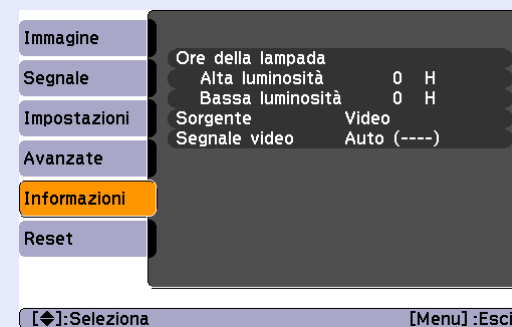 Immagine
Segnale
Impostazioni
Avanzate
Informazioni
Reset
Ore della lampada
Alta luminosità 0 H
Bassa luminosità 0 H
Sorgente Video
Segnale video Auto (----)
[◆]:Seleziona [Menu] :Esci